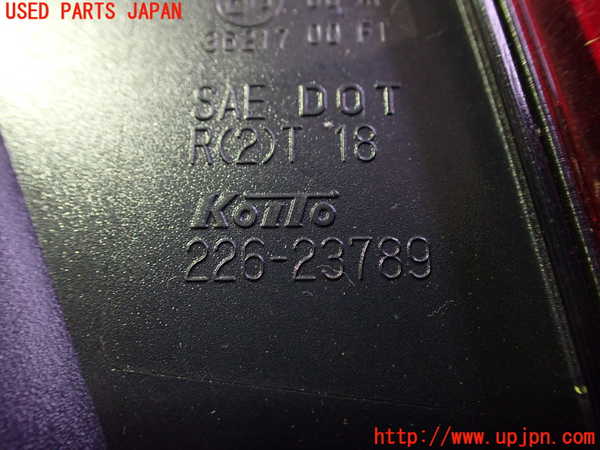 USED PARTS JAPAN
SAE DOT
R(2)T 18
KOITO
226-23789
http://www.upjpn.com/